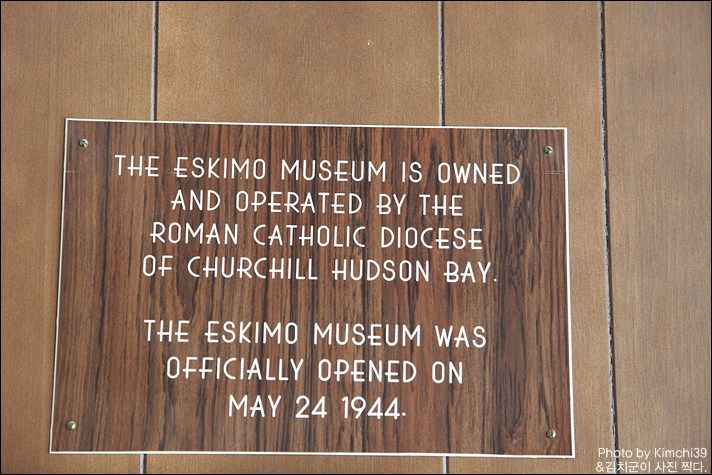 THE ESKIMO MUSEUM IS OWNED
AND OPERATED BY THE
ROMAN CATHOLIC DIOCESE
OF CHURCHILL HUDSON BAY.
THE ESKIMO MUSEUM WAS
OFFICIALLY OPENED ON
MAY 24 1944.
Photo by Kimchi39
&김치군이 사진 찍다.